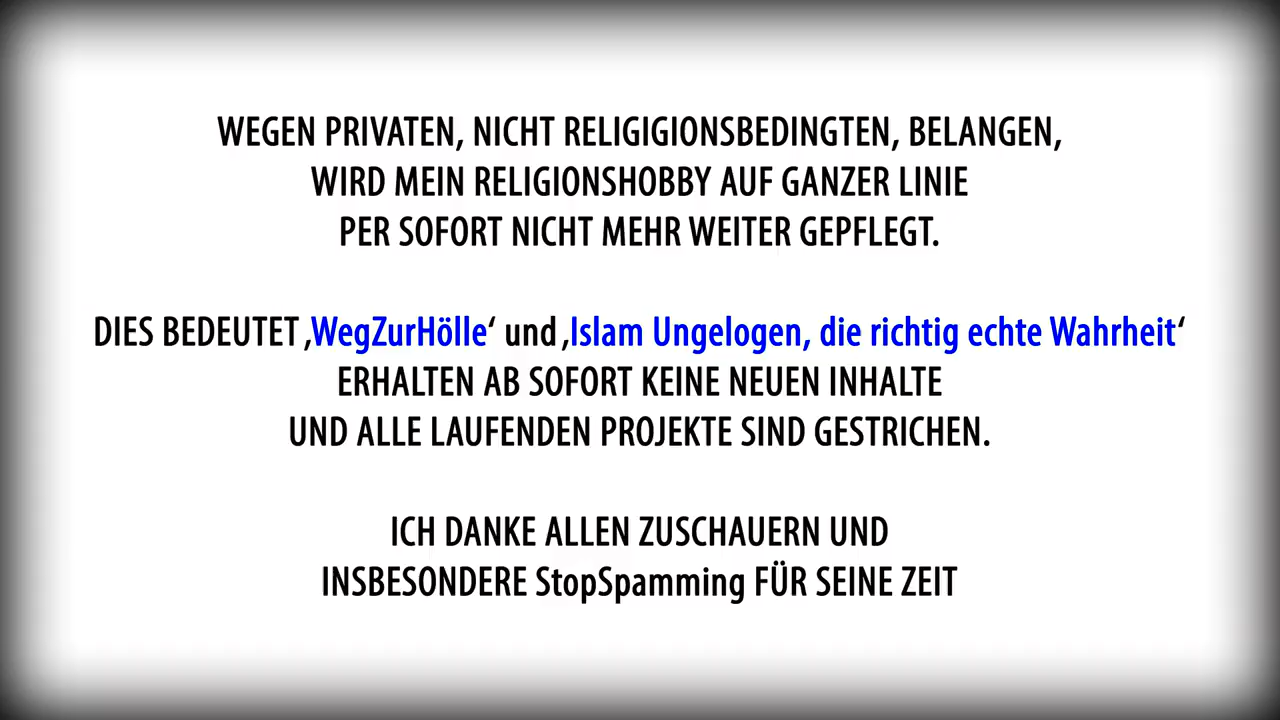 WEGEN PRIVATEN, NICHT RELIGIGIONSBEDINGTEN, BELANGEN,
WIRD MEIN RELIGIONSHOBBY AUF GANZER LINIE
PER SOFORT NICHT MEHR WEITER GEPFLEGT.
DIES BEDEUTET ‚WegZurHölle‘ und ‚Islam Ungelogen, die richtig echte Wahrheit‘
ERHALTEN AB SOFORT KEINE NEUEN INHALTE
UND ALLE LAUFENDEN PROJEKTE SIND GESTRICHEN.
ICH DANKE ALLEN ZUSCHAUERN UND
INSBESONDERE StopSpamming FÜR SEINE ZEIT